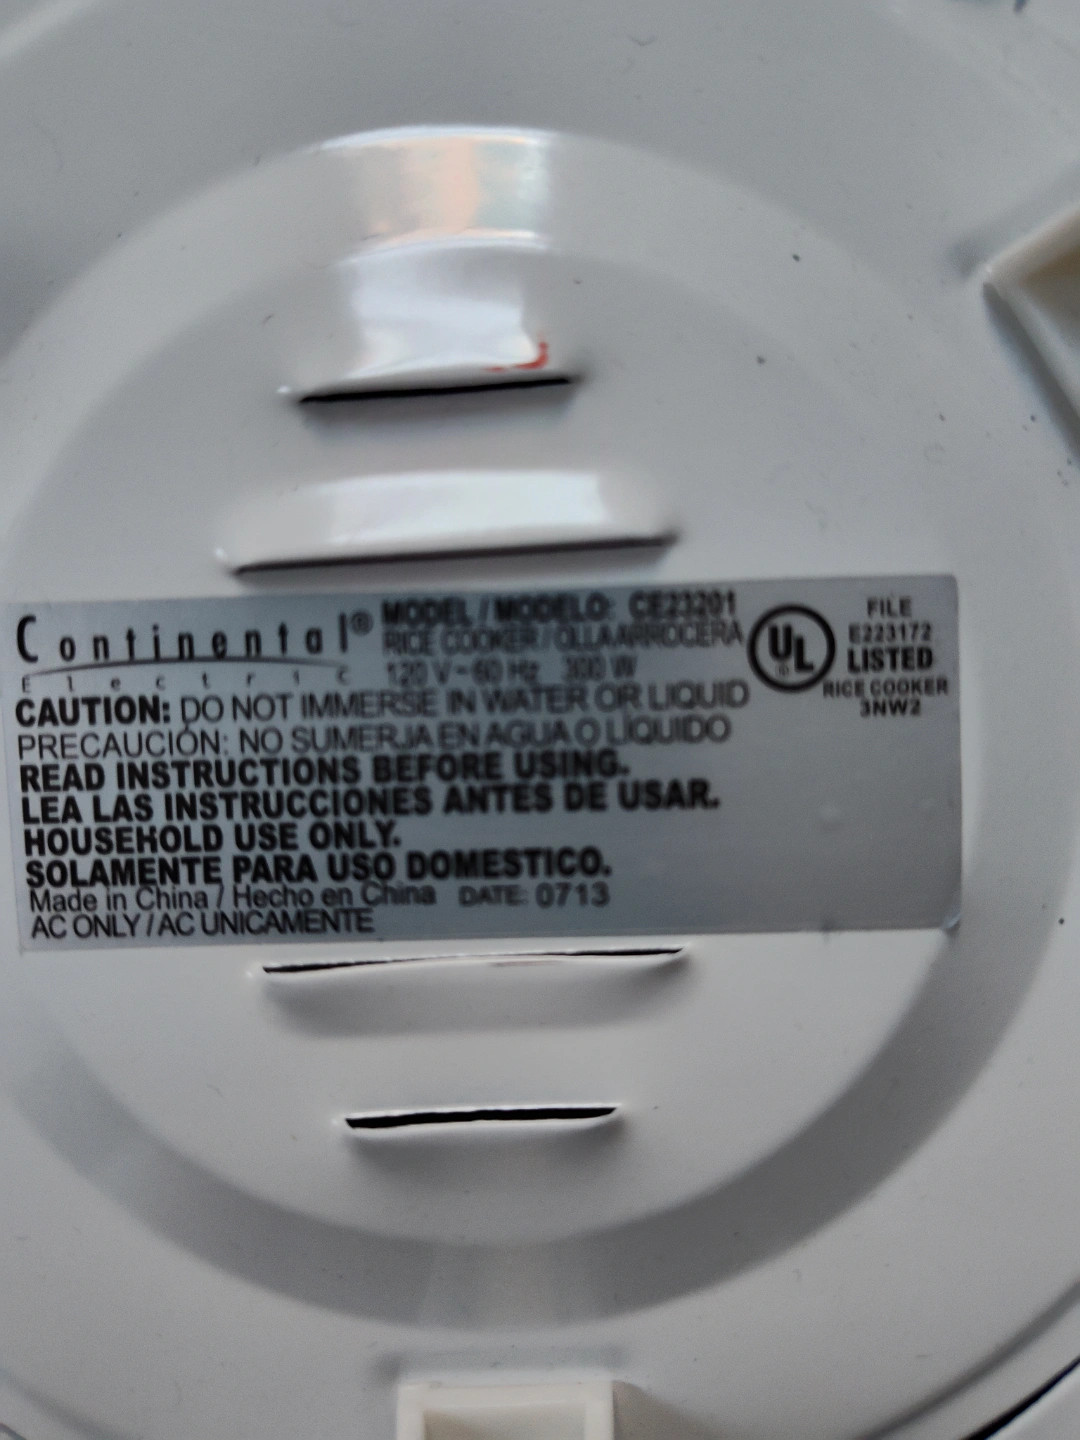 Continental®
Electric
MODEL / MODELO: CE23201
RICE COOKER / OLLA ARROCERA
120 V ~ 60 Hz 300 W
UL
FILE
E223172
LISTED
RICE COOKER
3NW2
CAUTION: DO NOT IMMERSE IN WATER OR LIQUID
PRECAUCIÓN: NO SUMERJA EN AGUA O LÍQUIDO
READ INSTRUCTIONS BEFORE USING.
LEA LAS INSTRUCCIONES ANTES DE USAR.
HOUSEHOLD USE ONLY.
SOLAMENTE PARA USO DOMESTICO.
Made in China / Hecho en China DATE: 0713
AC ONLY / AC UNICAMENTE